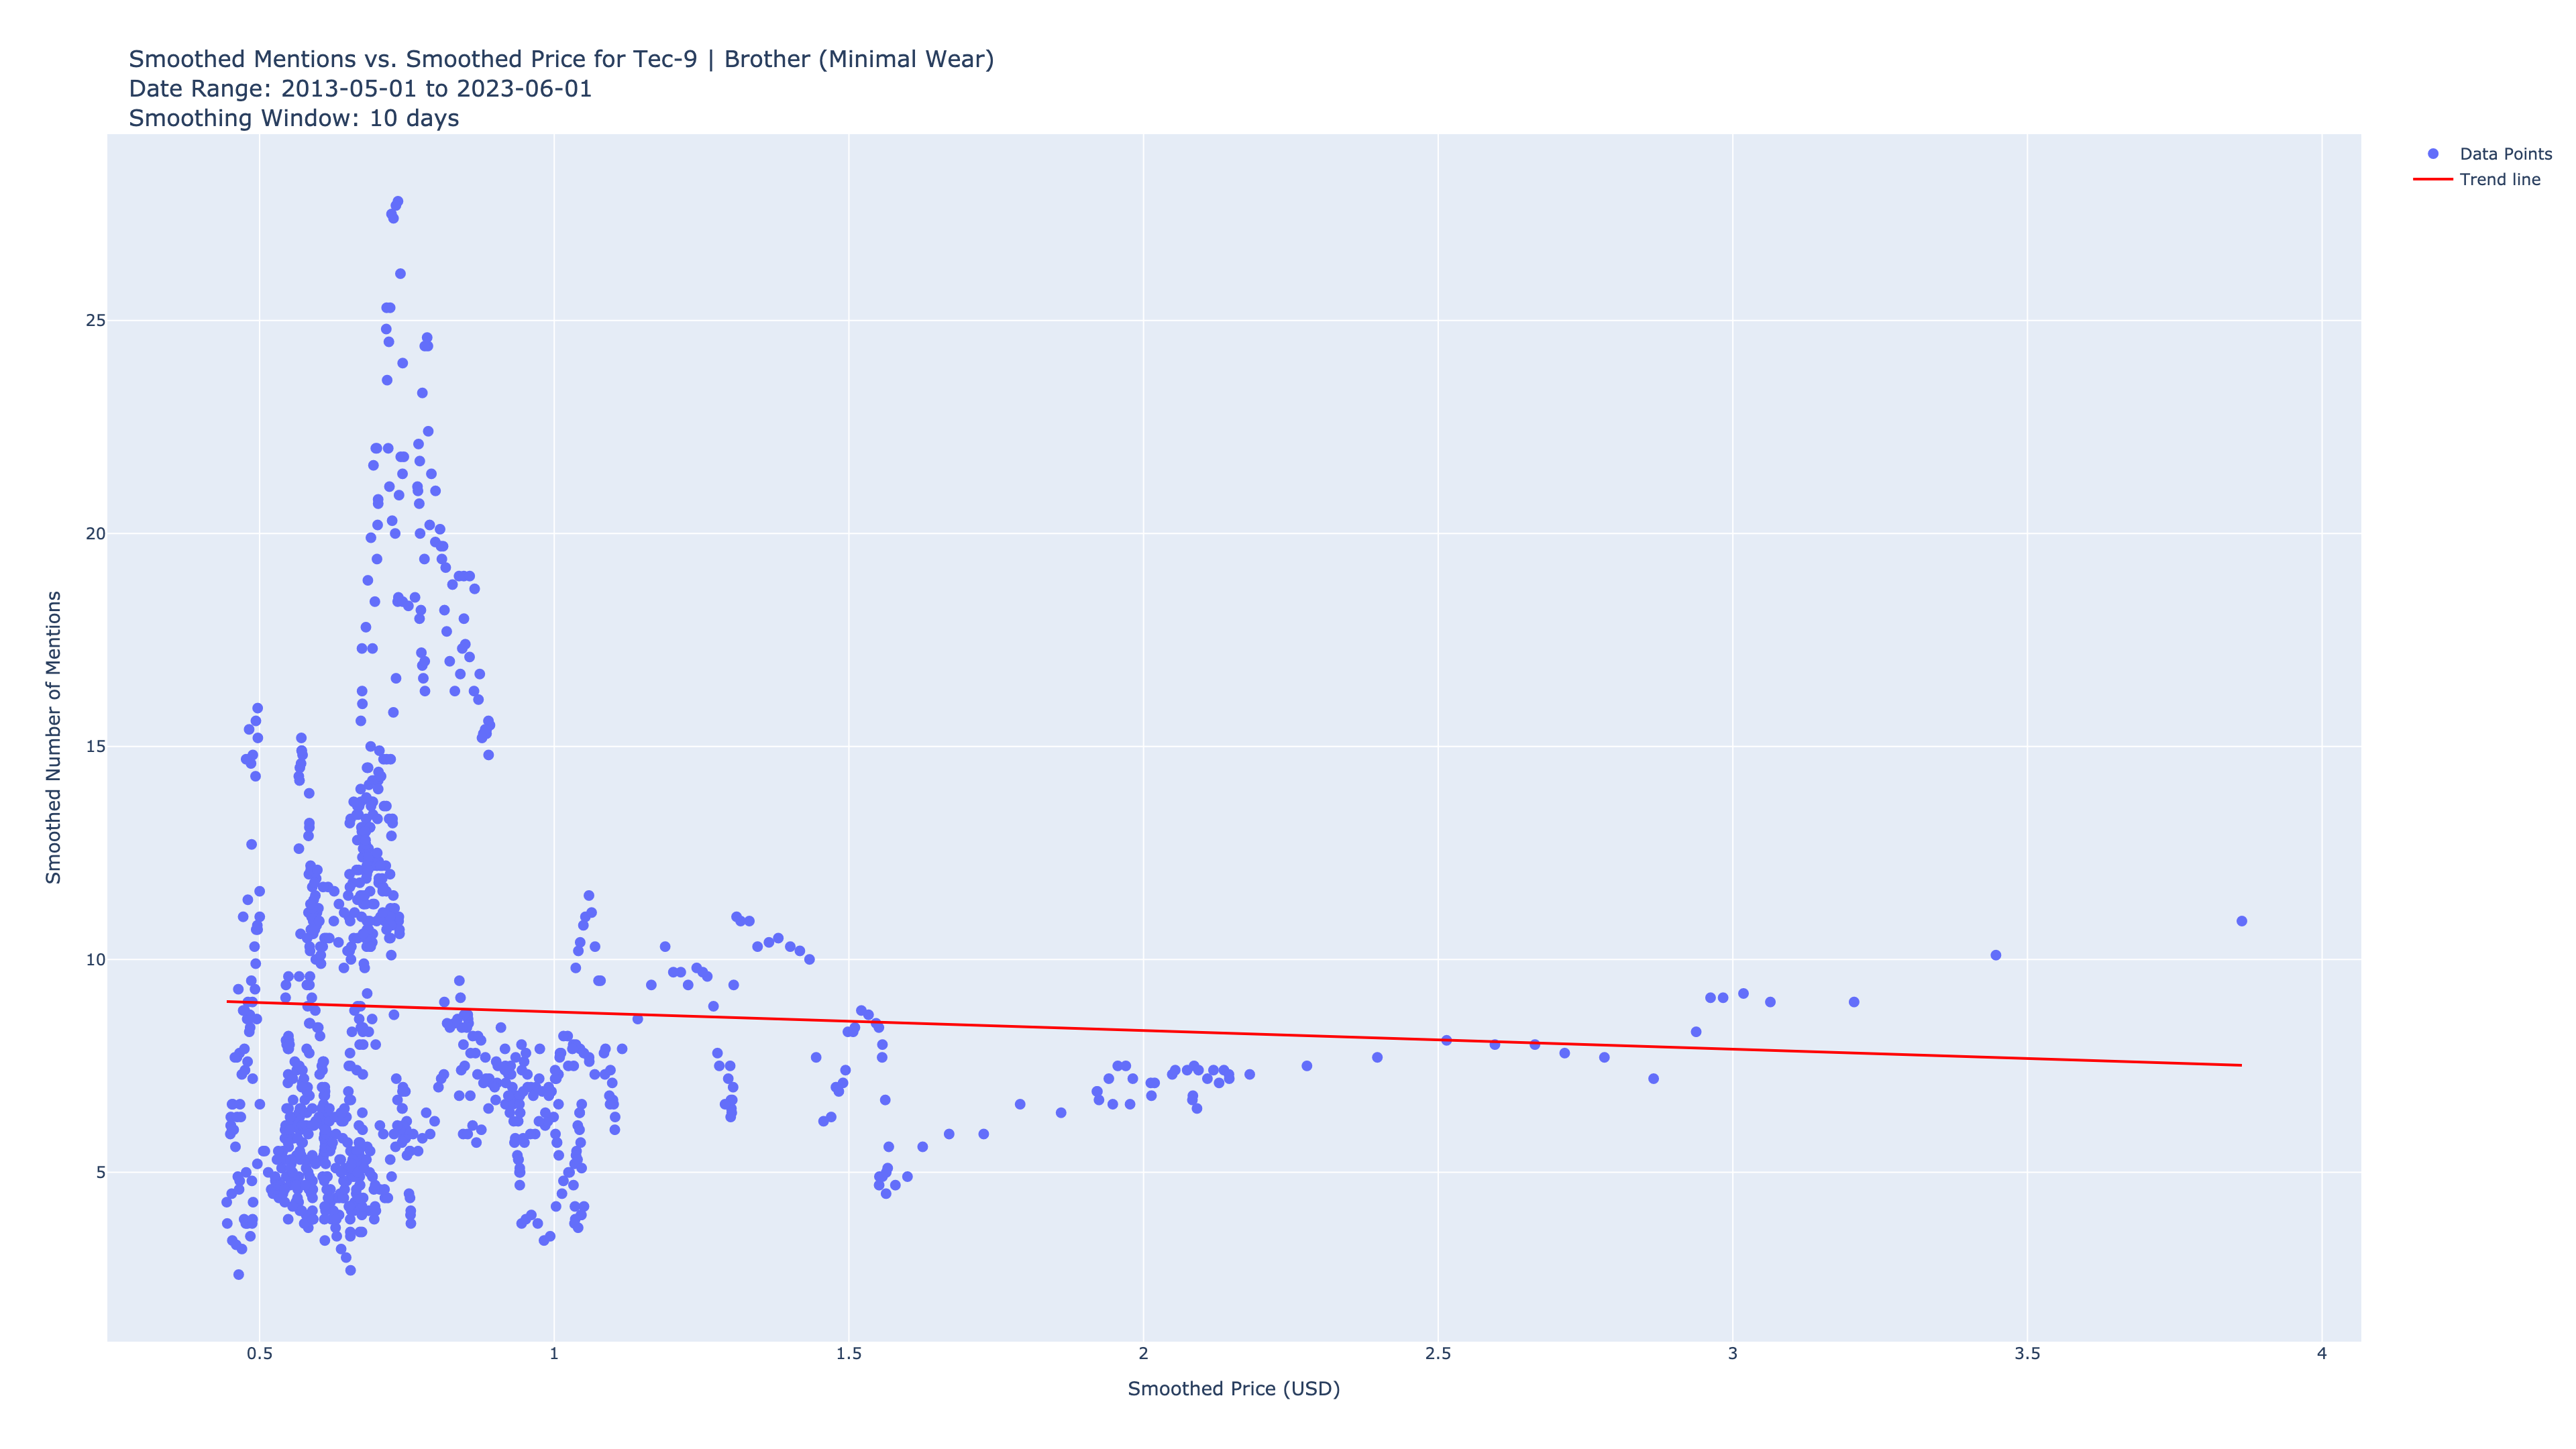 Smoothed Mentions vs. Smoothed Price for Tec-9 | Brother (Minimal Wear)
Date Range: 2013-05-01 to 2023-06-01
Smoothing Window: 10 days
Data Points
Trend line
Smoothed Number of Mentions
25
20
15
10
5
0.5
1
1.5
2
2.5
3
3.5
4
Smoothed Price (USD)